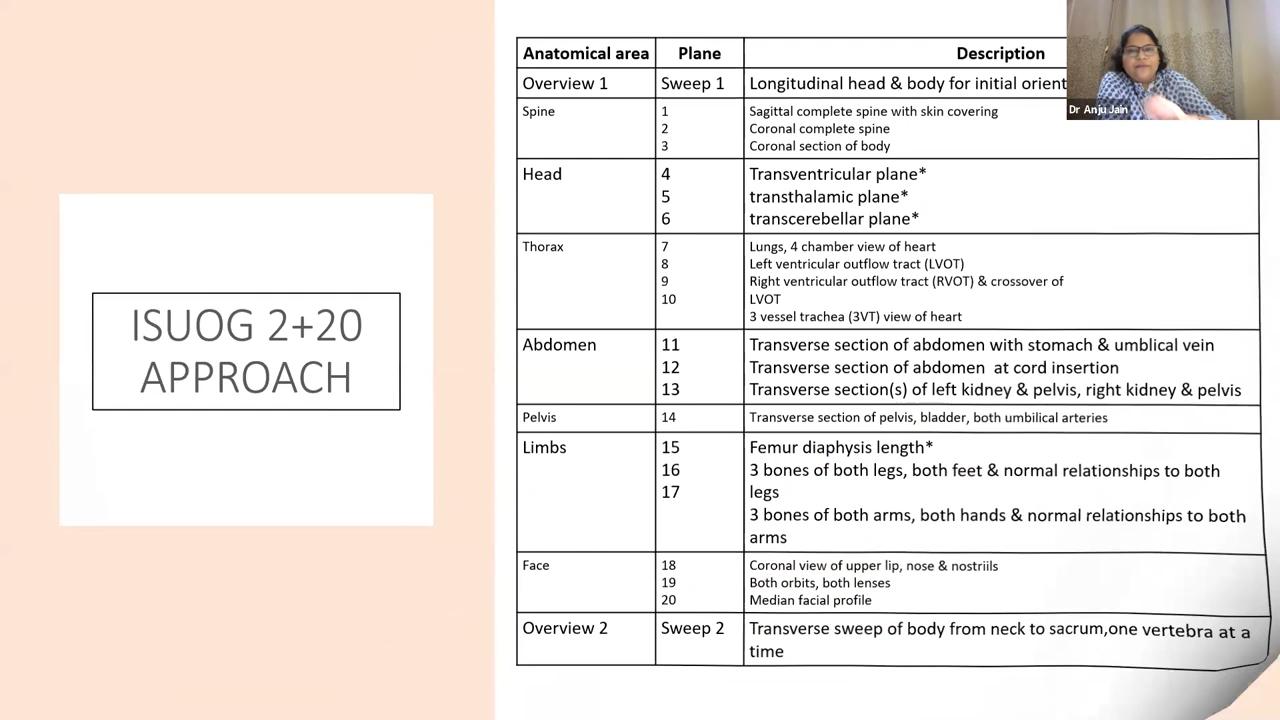 ISUOG 2+20
APPROACH
Anatomical area Plane Description
Overview 1 Sweep 1 Longitudinal head & body for initial
Spine 1 Sagittal complete spine with skin covering
2 Coronal complete spine
3 Coronal section of body
Head 4 Transventricular plane*
5 transthalamic plane*
6 transcerebellar plane*
Thorax 7 Lungs, 4 chamber view of heart
8 Left ventricular outflow tract (LVOT)
9 Right ventricular outflow tract (RVOT) & crossover of
10 LVOT
3 vessel trachea (3VT) view of heart
Abdomen 11 Transverse section of abdomen with stomach & umblical vein
12 Transverse section of abdomen at cord insertion
13 Transverse section(s) of left kidney & pelvis, right kidney & pelvis
Pelvis 14 Transverse section of pelvis, bladder, both umbilical arteries
Limbs 15 Femur diaphysis length*
16 3 bones of both legs, both feet & normal relationships to both
17 legs
3 bones of both arms, both hands & normal relationships to both
arms
Face 18 Coronal view of upper lip, nose & nostriils
19 Both orbits, both lenses
20 Median facial profile
Overview 2 Sweep 2 Transverse sweep of body from neck to sacrum,one vertebra at a
time
Dr Anju Jain